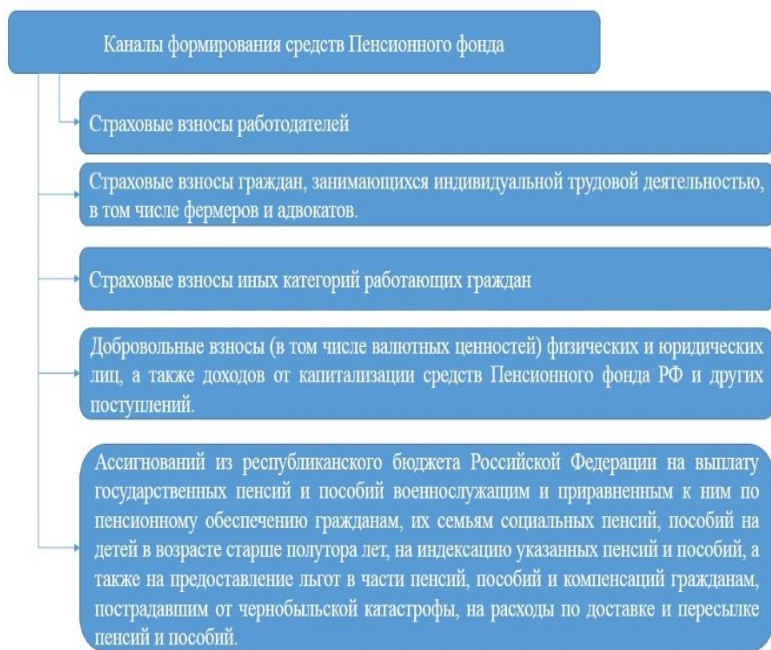 Каналы формирования средств Пенсионного фонда
Страховые взносы работодателей
Страховые взносы граждан, занимающихся индивидуальной трудовой деятельностью,
в том числе фермеров и адвокатов.
Страховые взносы иных категорий работающих граждан
Добровольные взносы (в том числе валютных ценностей) физических и юридических
лиц, а также доходов от капитализации средств Пенсионного фонда РФ и других
поступлений.
Ассигнований из республиканского бюджета Российской Федерации на выплату
государственных пенсий и пособий военнослужащим и приравненным к ним по
пенсионному обеспечению гражданам, их семьям социальных пенсий, пособий на
детей в возрасте старше полутора лет, на индексацию указанных пенсий и пособий, а
также на предоставление льгот в части пенсий, пособий и компенсаций гражданам,
пострадавшим от чернобыльской катастрофы, на расходы по доставке и пересылке
пенсий и пособий.